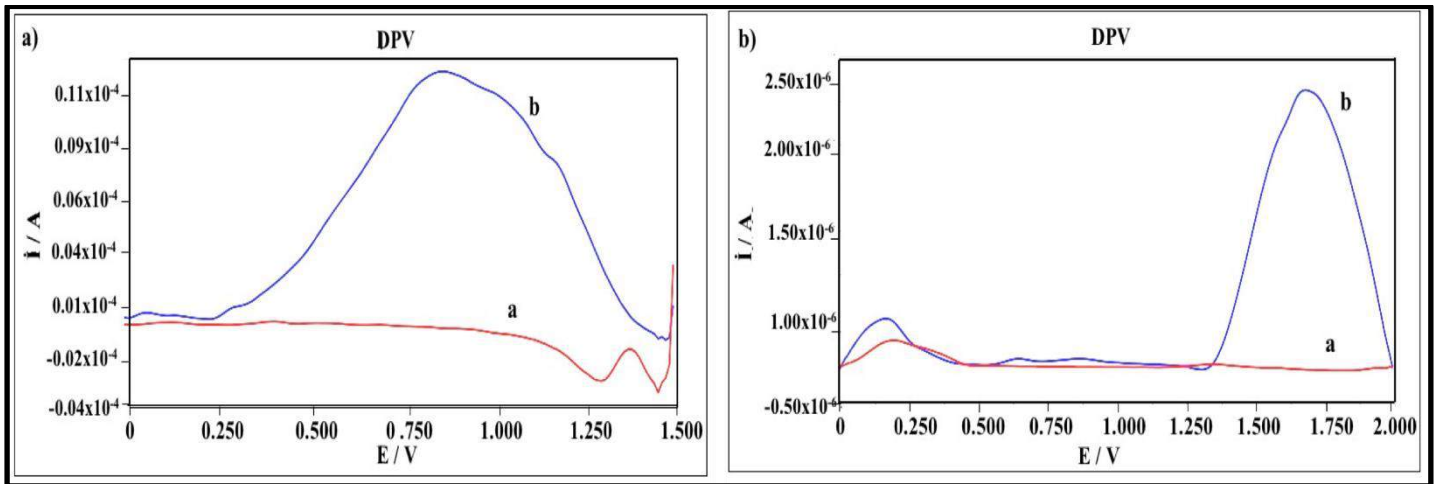 a)
DPV
0.11x10⁻⁴
0.09x10⁻⁴
0.06x10⁻⁴
0.04x10⁻⁴
0.01x10⁻⁴
-0.02x10⁻⁴
-0.04x10⁻⁴
İ / A
b
a
0 0.250 0.500 0.750 1.000 1.250 1.500
E / V
b)
DPV
2.50x10⁻⁶
2.00x10⁻⁶
1.50x10⁻⁶
1.00x10⁻⁶
-0.50x10⁻⁶
İ / A
b
a
0 0.250 0.500 0.750 1.000 1.250 1.500 1.750 2.000
E / V